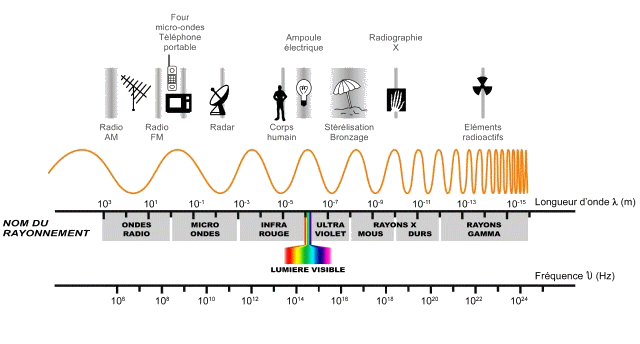 Four
micro-ondes
Téléphone
portable
Ampoule
électrique
Radiographie
X
Radio
AM
Radio
FM
Radar
Corps
humain
Stérélisation
Bronzage
Eléments
radioactifs
10³ 10¹ 10⁻¹ 10⁻³ 10⁻⁵ 10⁻⁷ 10⁻⁹ 10⁻¹¹ 10⁻¹³ 10⁻¹⁵ Longueur d'onde λ (m)
NOM DU
RAYONNEMENT
ONDES
RADIO
MICRO
ONDES
INFRA
ROUGE
ULTRA
VIOLET
RAYONS X
MOUS DURS
RAYONS
GAMMA
LUMIERE VISIBLE
Fréquence υ (Hz)
10⁶ 10⁸ 10¹⁰ 10¹² 10¹⁴ 10¹⁶ 10¹⁸ 10²⁰ 10²² 10²⁴